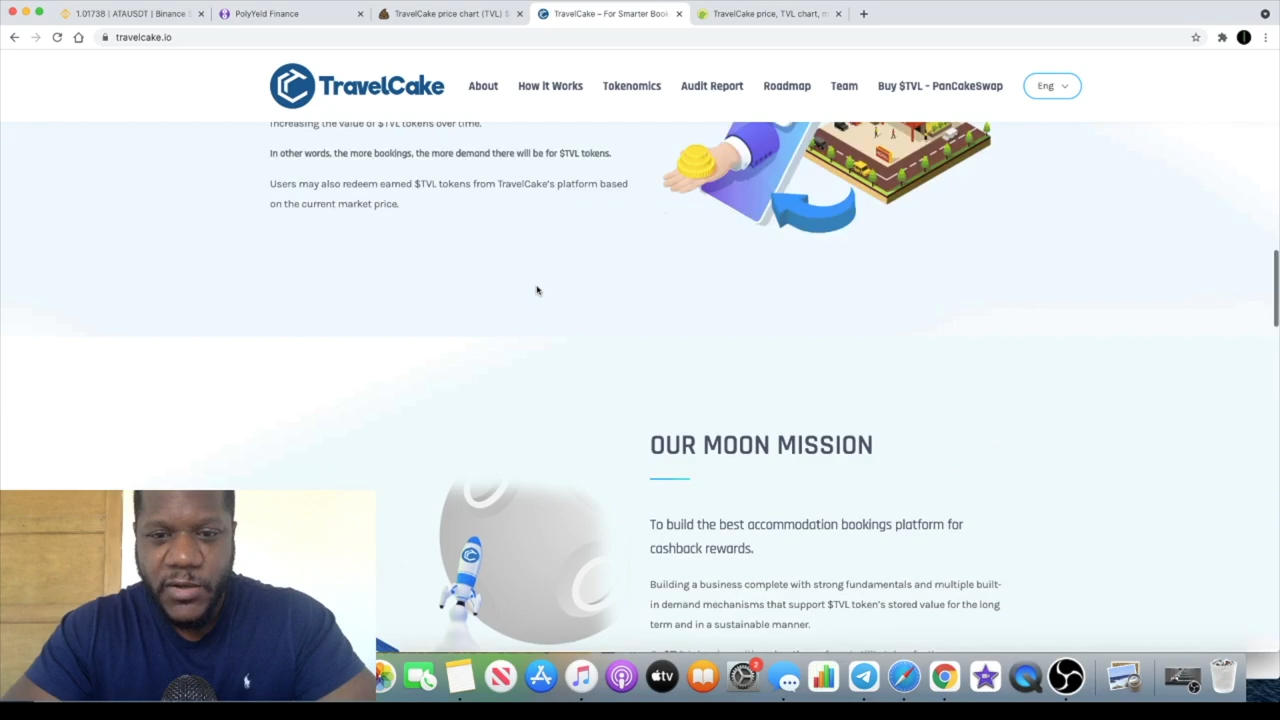 1.01738 | ATAUSDT | Binance
PolyYeld Finance
TravelCake price chart (TVL) $
TravelCake – For Smarter Book
TravelCake price, TVL chart, m
travelcake.io
TravelCake
About
How it Works
Tokenomics
Audit Report
Roadmap
Team
Buy $TVL - PanCakeSwap
Eng
increasing the value of $TVL tokens over time.
In other words, the more bookings, the more demand there will be for $TVL tokens.
Users may also redeem earned $TVL tokens from TravelCake's platform based
on the current market price.
OUR MOON MISSION
To build the best accommodation bookings platform for
cashback rewards.
Building a business complete with strong fundamentals and multiple built-
in demand mechanisms that support $TVL token's stored value for the long
term and in a sustainable manner.
tv
2